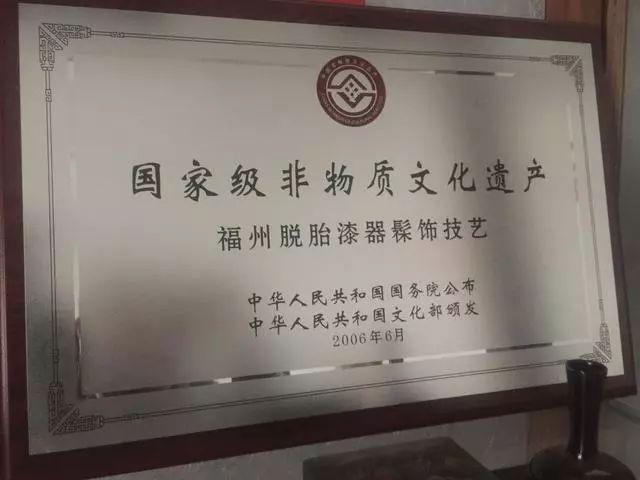 国家级非物质文化遗产
福州脱胎漆器髹饰技艺
中华人民共和国国务院公布
中华人民共和国文化部颁发
2006年6月